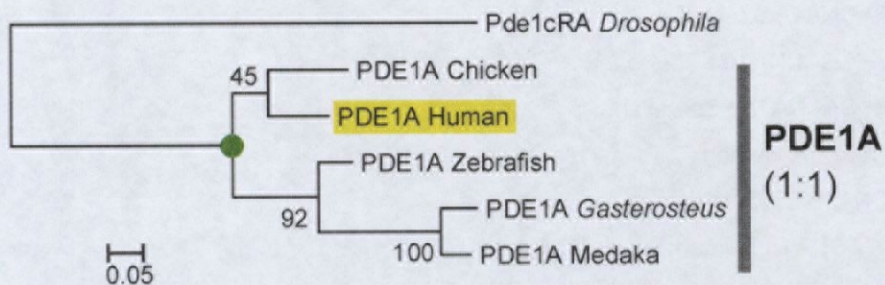 Pde1cRA Drosophila
45
PDE1A Chicken
PDE1A Human
PDE1A Zebrafish
92
PDE1A Gasterosteus
100
PDE1A Medaka
0.05
PDE1A
(1:1)